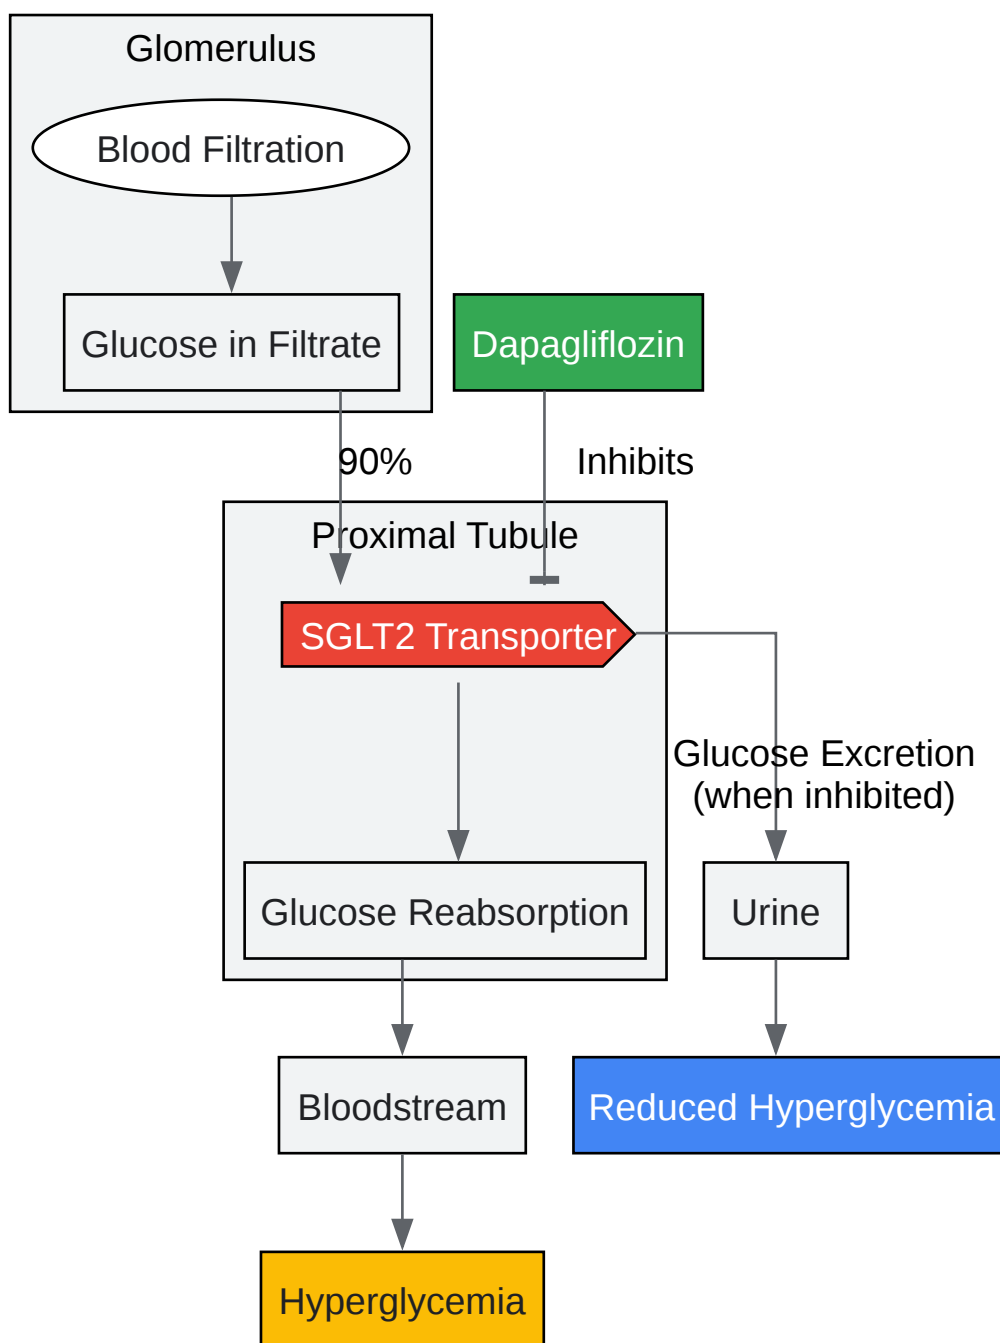 Glomerulus
Blood Filtration
Glucose in Filtrate
Dapagliflozin
90%
Inhibits
Proximal Tubule
SGLT2 Transporter
Glucose Excretion
(when inhibited)
Glucose Reabsorption
Urine
Bloodstream
Reduced Hyperglycemia
Hyperglycemia